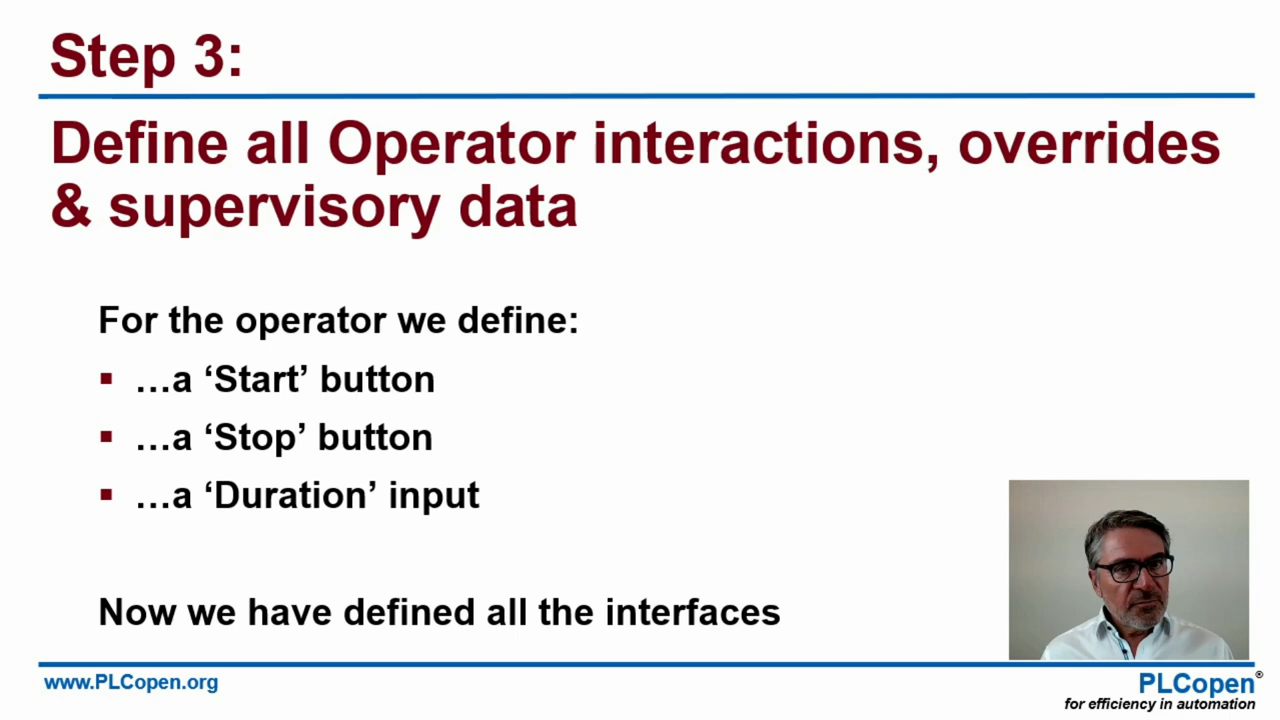 Step 3:
Define all Operator interactions, overrides
& supervisory data
For the operator we define:
▪ …a ‘Start’ button
▪ …a ‘Stop’ button
▪ …a ‘Duration’ input
Now we have defined all the interfaces
www.PLCopen.org
PLCopen®
for efficiency in automation